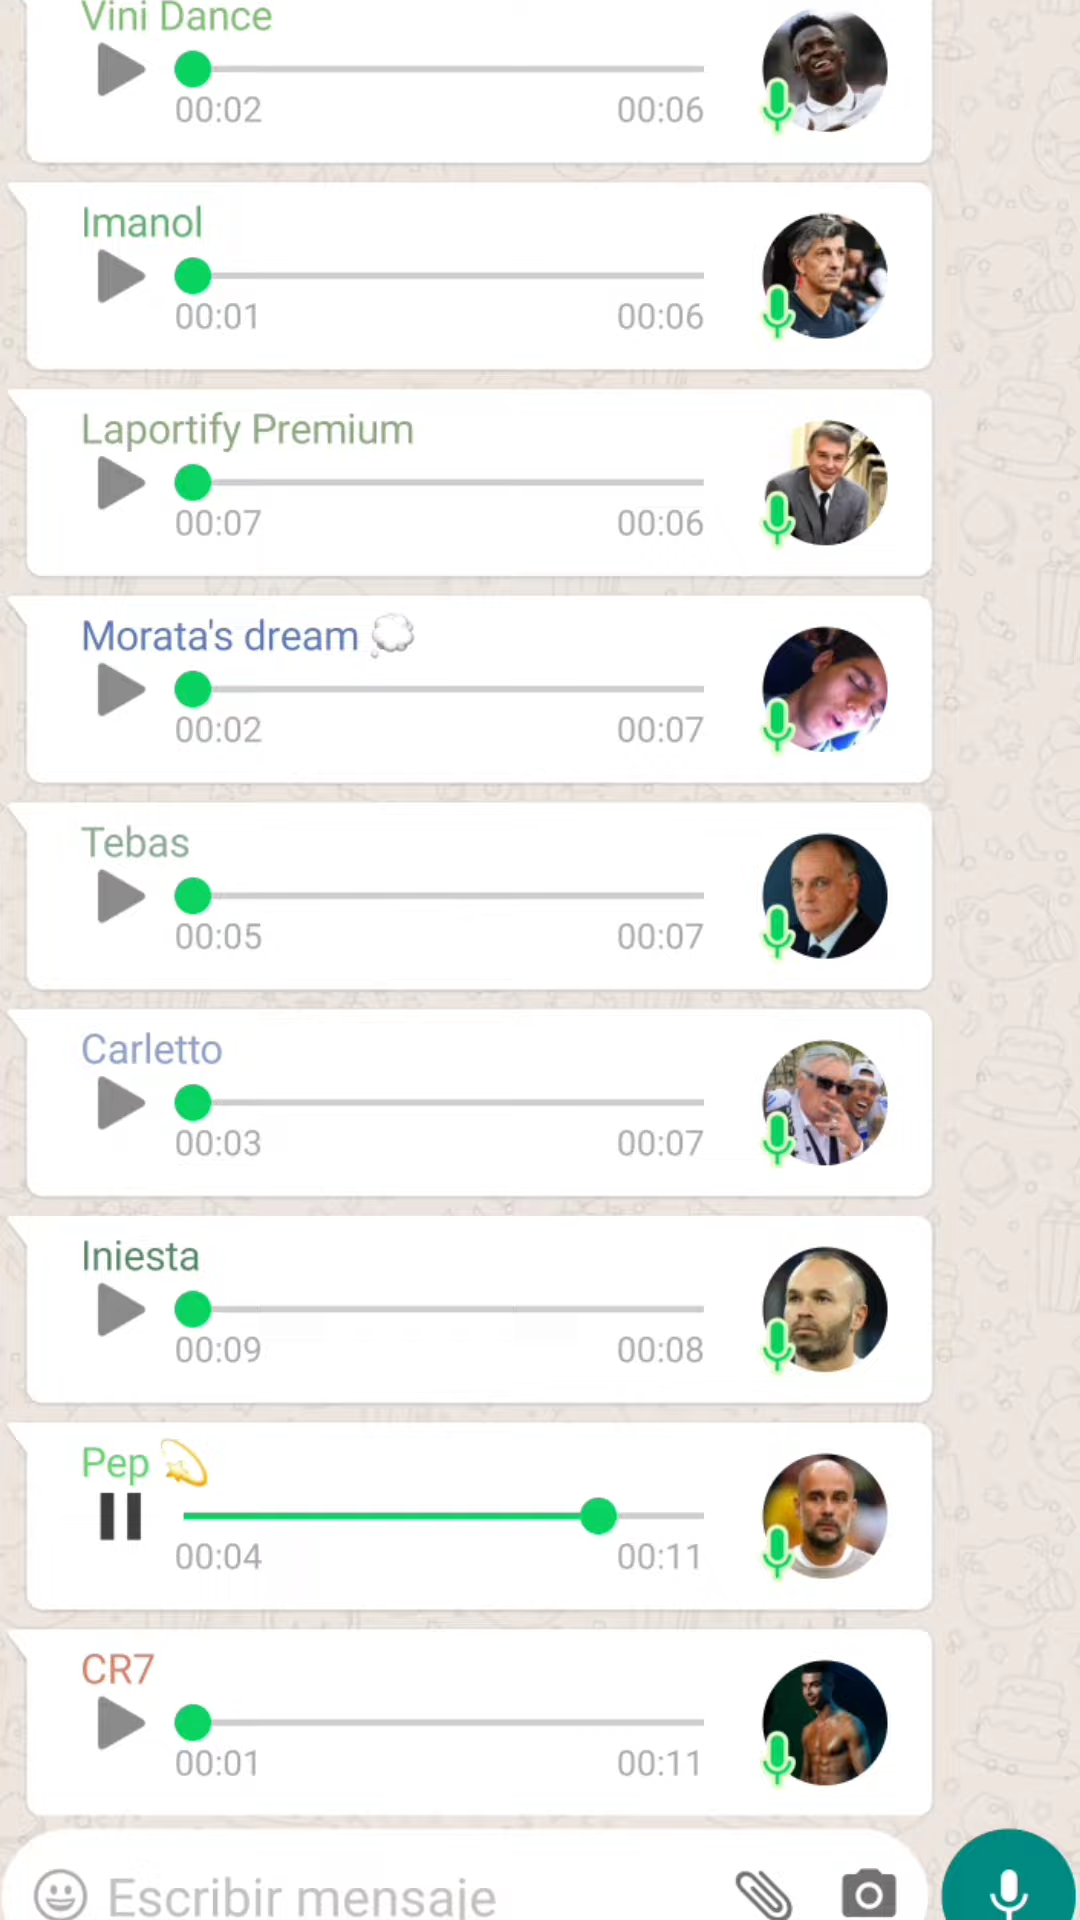 Vini Dance
00:02 00:06
Imanol
00:01 00:06
Laportify Premium
00:07 00:06
Morata's dream 💭
00:02 00:07
Tebas
00:05 00:07
Carletto
00:03 00:07
Iniesta
00:09 00:08
Pep 💫
00:04 00:11
CR7
00:01 00:11
Escribir mensaje